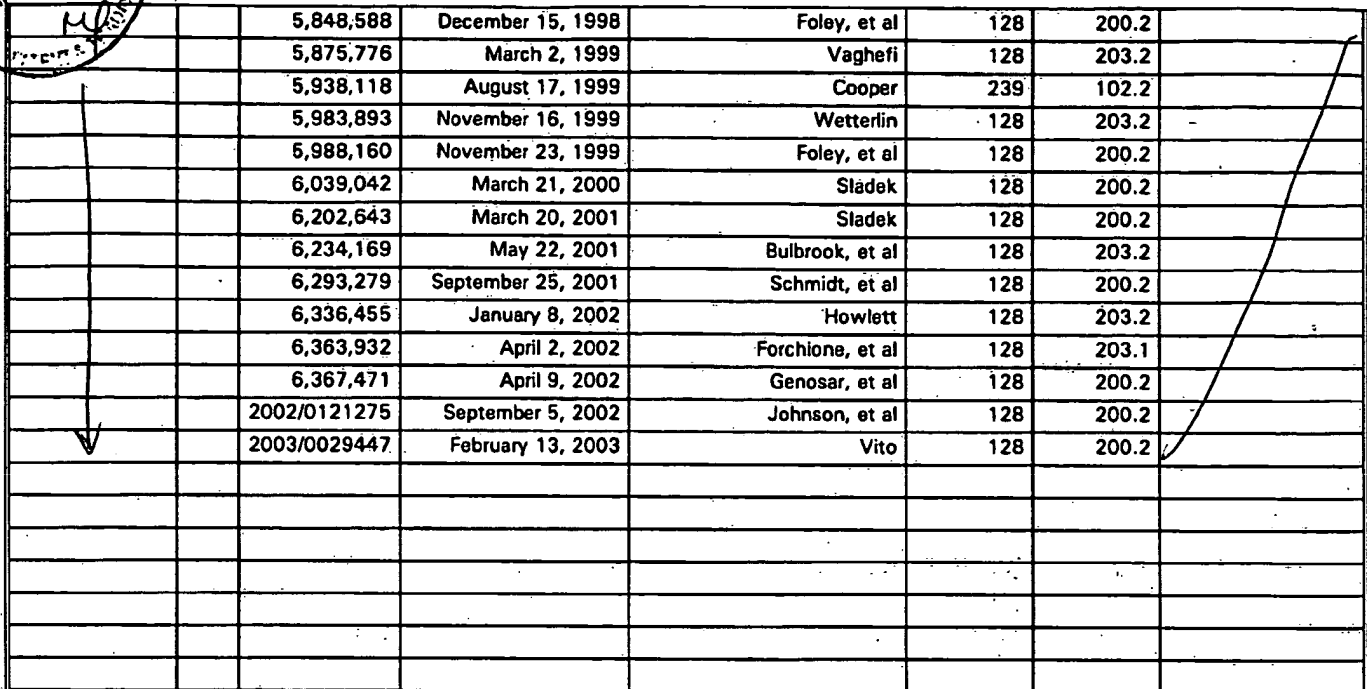 5,848,588 December 15, 1998 Foley, et al 128 200.2
5,875,776 March 2, 1999 Vaghefi 128 203.2
5,938,118 August 17, 1999 Cooper 239 102.2
5,983,893 November 16, 1999 Wetterlin 128 203.2
5,988,160 November 23, 1999 Foley, et al 128 200.2
6,039,042 March 21, 2000 Sladek 128 200.2
6,202,643 March 20, 2001 Sladek 128 200.2
6,234,169 May 22, 2001 Bulbrook, et al 128 203.2
6,293,279 September 25, 2001 Schmidt, et al 128 200.2
6,336,455 January 8, 2002 Howlett 128 203.2
6,363,932 April 2, 2002 Forchione, et al 128 203.1
6,367,471 April 9, 2002 Genosar, et al 128 200.2
2002/0121275 September 5, 2002 Johnson, et al 128 200.2
2003/0029447 February 13, 2003 Vito 128 200.2